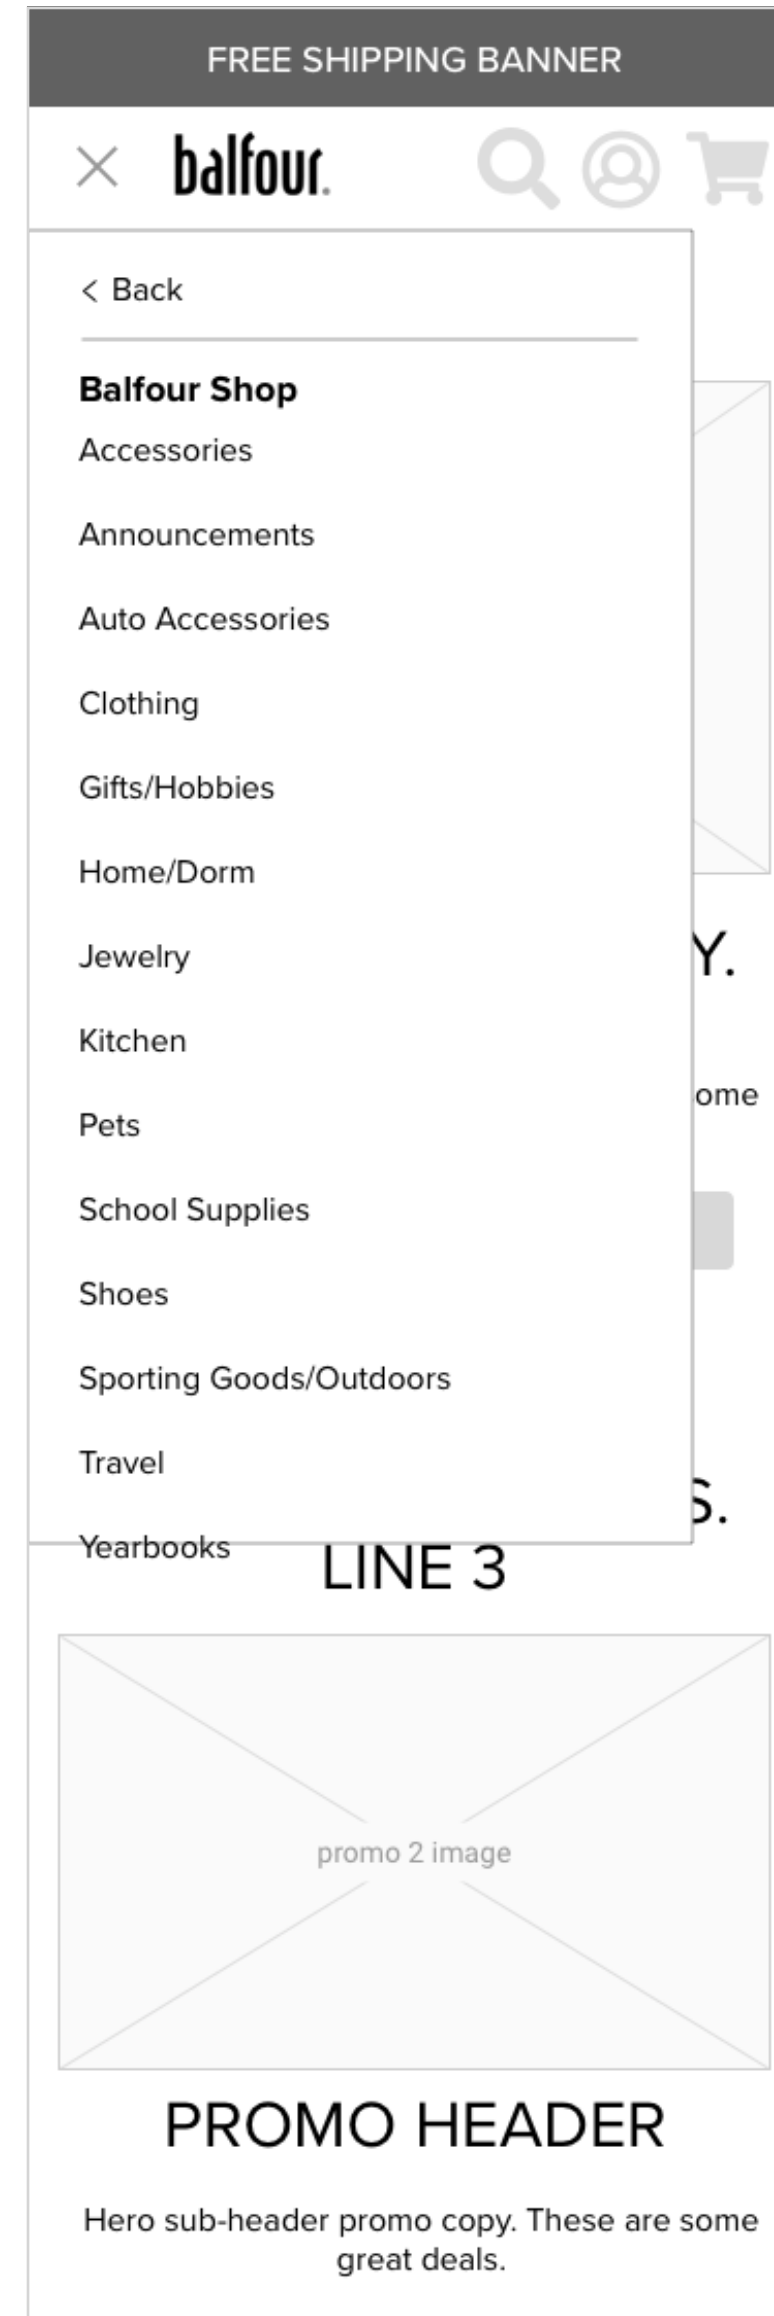 FREE SHIPPING BANNER
balfour.
< Back
Balfour Shop
Accessories
Announcements
Auto Accessories
Clothing
Gifts/Hobbies
Home/Dorm
Jewelry
Y.
Kitchen
ome
Pets
School Supplies
Shoes
Sporting Goods/Outdoors
Travel
S.
Yearbooks
LINE 3
promo 2 image
PROMO HEADER
Hero sub-header promo copy. These are some
great deals.